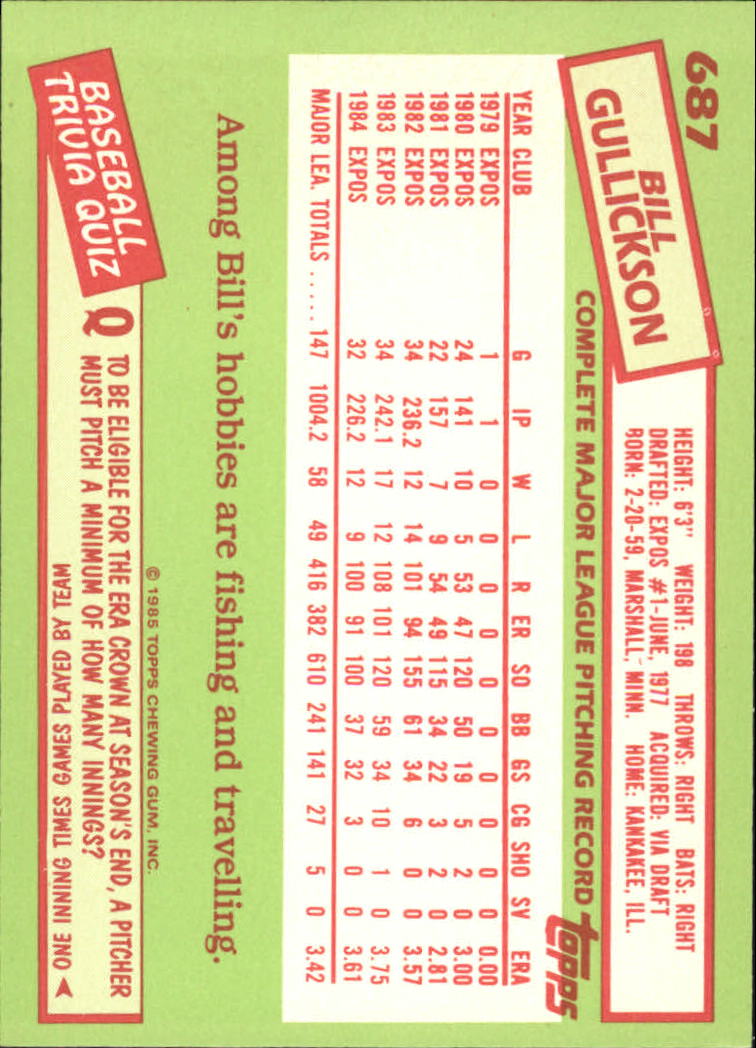 687
BILL
GULLICKSON
HEIGHT: 6'3" WEIGHT: 198 THROWS: RIGHT BATS: RIGHT
DRAFTED: EXPOS #1-JUNE, 1977 ACQUIRED: VIA DRAFT
BORN: 2-20-59, MARSHALL, MINN. HOME: KANKAKEE, ILL.
COMPLETE MAJOR LEAGUE PITCHING RECORD topps
YEAR CLUB G IP W L R ER SO BB GS CG SHO SV ERA
1979 EXPOS 1 1 0 0 0 0 0 0 0 0 0 0 0.00
1980 EXPOS 24 141 10 5 53 47 120 50 19 5 2 0 3.00
1981 EXPOS 22 157 7 9 54 49 115 34 22 3 2 0 2.81
1982 EXPOS 34 236.2 12 14 101 94 155 61 34 6 0 0 3.57
1983 EXPOS 34 242.1 17 12 108 101 120 59 34 10 1 0 3.75
1984 EXPOS 32 226.2 12 9 100 91 100 37 32 3 0 0 3.61
MAJOR LEA. TOTALS ...... 147 1004.2 58 49 416 382 610 241 141 27 5 0 3.42
Among Bill's hobbies are fishing and travelling.
© 1985 TOPPS CHEWING GUM, INC.
BASEBALL
TRIVIA QUIZ
Q TO BE ELIGIBLE FOR THE ERA CROWN AT SEASON'S END, A PITCHER
MUST PITCH A MINIMUM OF HOW MANY INNINGS?
ONE INNING TIMES GAMES PLAYED BY TEAM